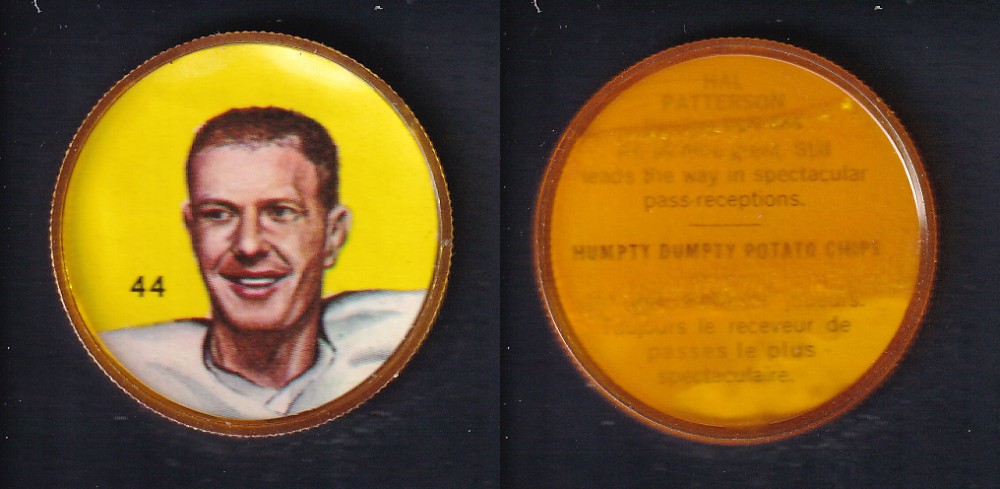 44
HAL
PATTERSON
Still
leads the way in spectacular
pass-receptions.
HUMPTY DUMPTY POTATO CHIPS
Toujours le receveur de
passes le plus
spectaculaire.